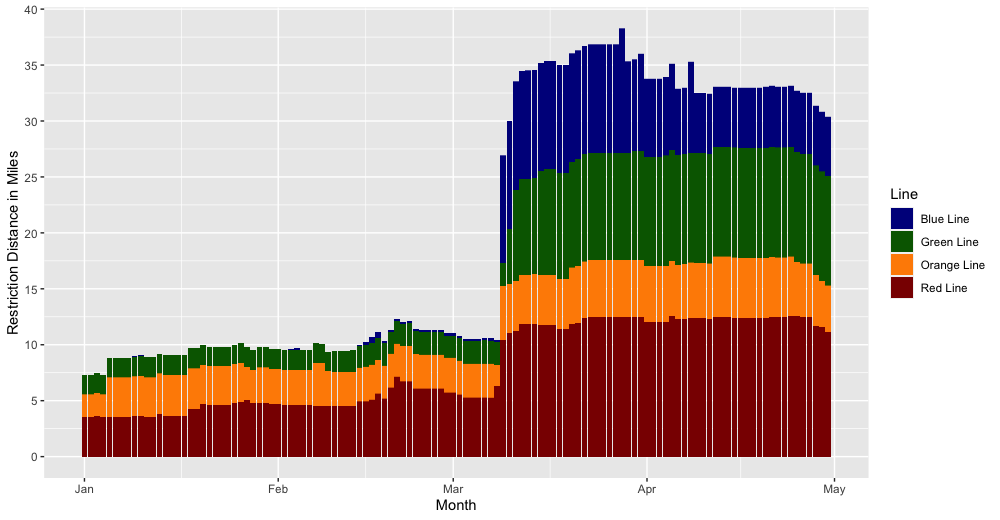 40
35
30
25
20
15
10
5
0
Restriction Distance in Miles
Jan
Feb
Mar
Apr
May
Month
Line
Blue Line
Green Line
Orange Line
Red Line